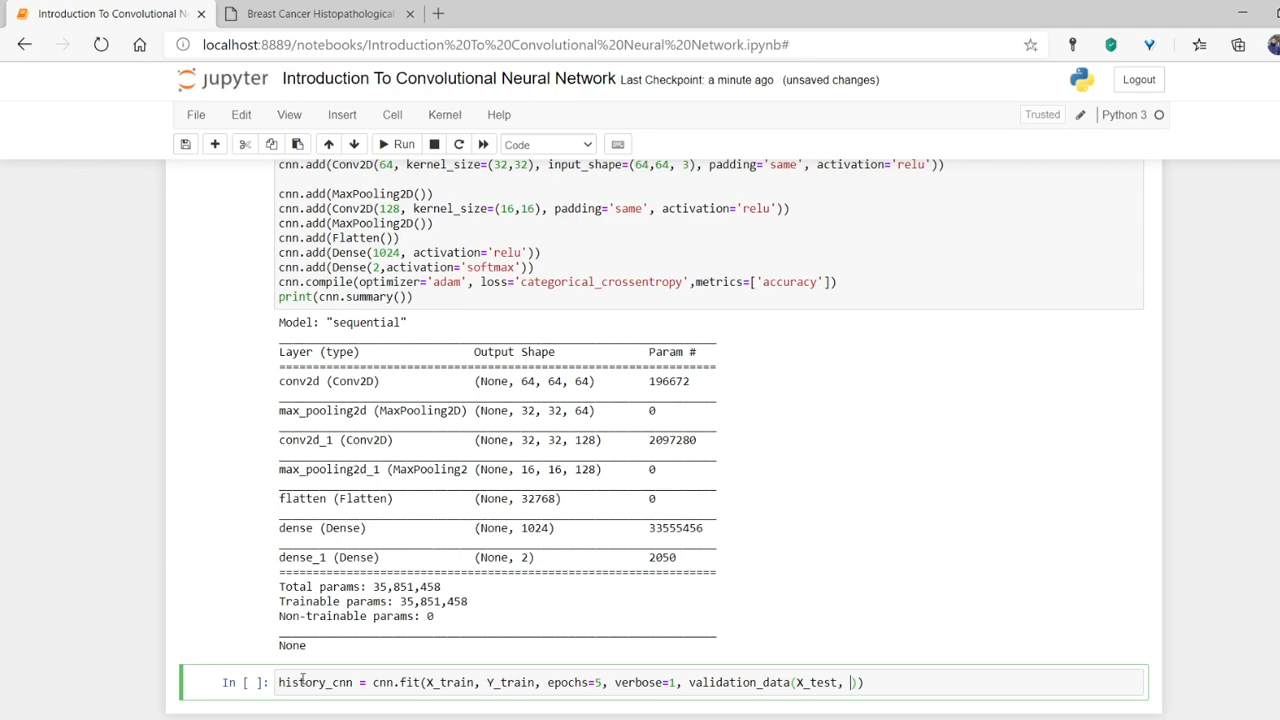 Introduction To Convolutional N
Breast Cancer Histopathological
localhost:8889/notebooks/Introduction%20To%20Convolutional%20Neural%20Network.ipynb#
jupyter Introduction To Convolutional Neural Network Last Checkpoint: a minute ago (unsaved changes)
Logout
File Edit View Insert Cell Kernel Help
Trusted Python 3
Run Code
cnn.add(Conv2D(64, kernel_size=(32,32), input_shape=(64,64, 3), padding='same', activation='relu'))
cnn.add(MaxPooling2D())
cnn.add(Conv2D(128, kernel_size=(16,16), padding='same', activation='relu'))
cnn.add(MaxPooling2D())
cnn.add(Flatten())
cnn.add(Dense(1024, activation='relu'))
cnn.add(Dense(2,activation='softmax'))
cnn.compile(optimizer='adam', loss='categorical_crossentropy',metrics=['accuracy'])
print(cnn.summary())
Model: "sequential"
Layer (type) Output Shape Param #
conv2d (Conv2D) (None, 64, 64, 64) 196672
max_pooling2d (MaxPooling2D) (None, 32, 32, 64) 0
conv2d_1 (Conv2D) (None, 32, 32, 128) 2097280
max_pooling2d_1 (MaxPooling2 (None, 16, 16, 128) 0
flatten (Flatten) (None, 32768) 0
dense (Dense) (None, 1024) 33555456
dense_1 (Dense) (None, 2) 2050
Total params: 35,851,458
Trainable params: 35,851,458
Non-trainable params: 0
None
In [ ]: history_cnn = cnn.fit(X_train, Y_train, epochs=5, verbose=1, validation_data(X_test, ))